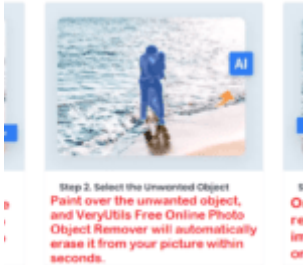 AI
Step 2. Select the Unwanted Object
Paint over the unwanted object,
and VeryUtils Free Online Photo
Object Remover will automatically
erase it from your picture within
seconds.